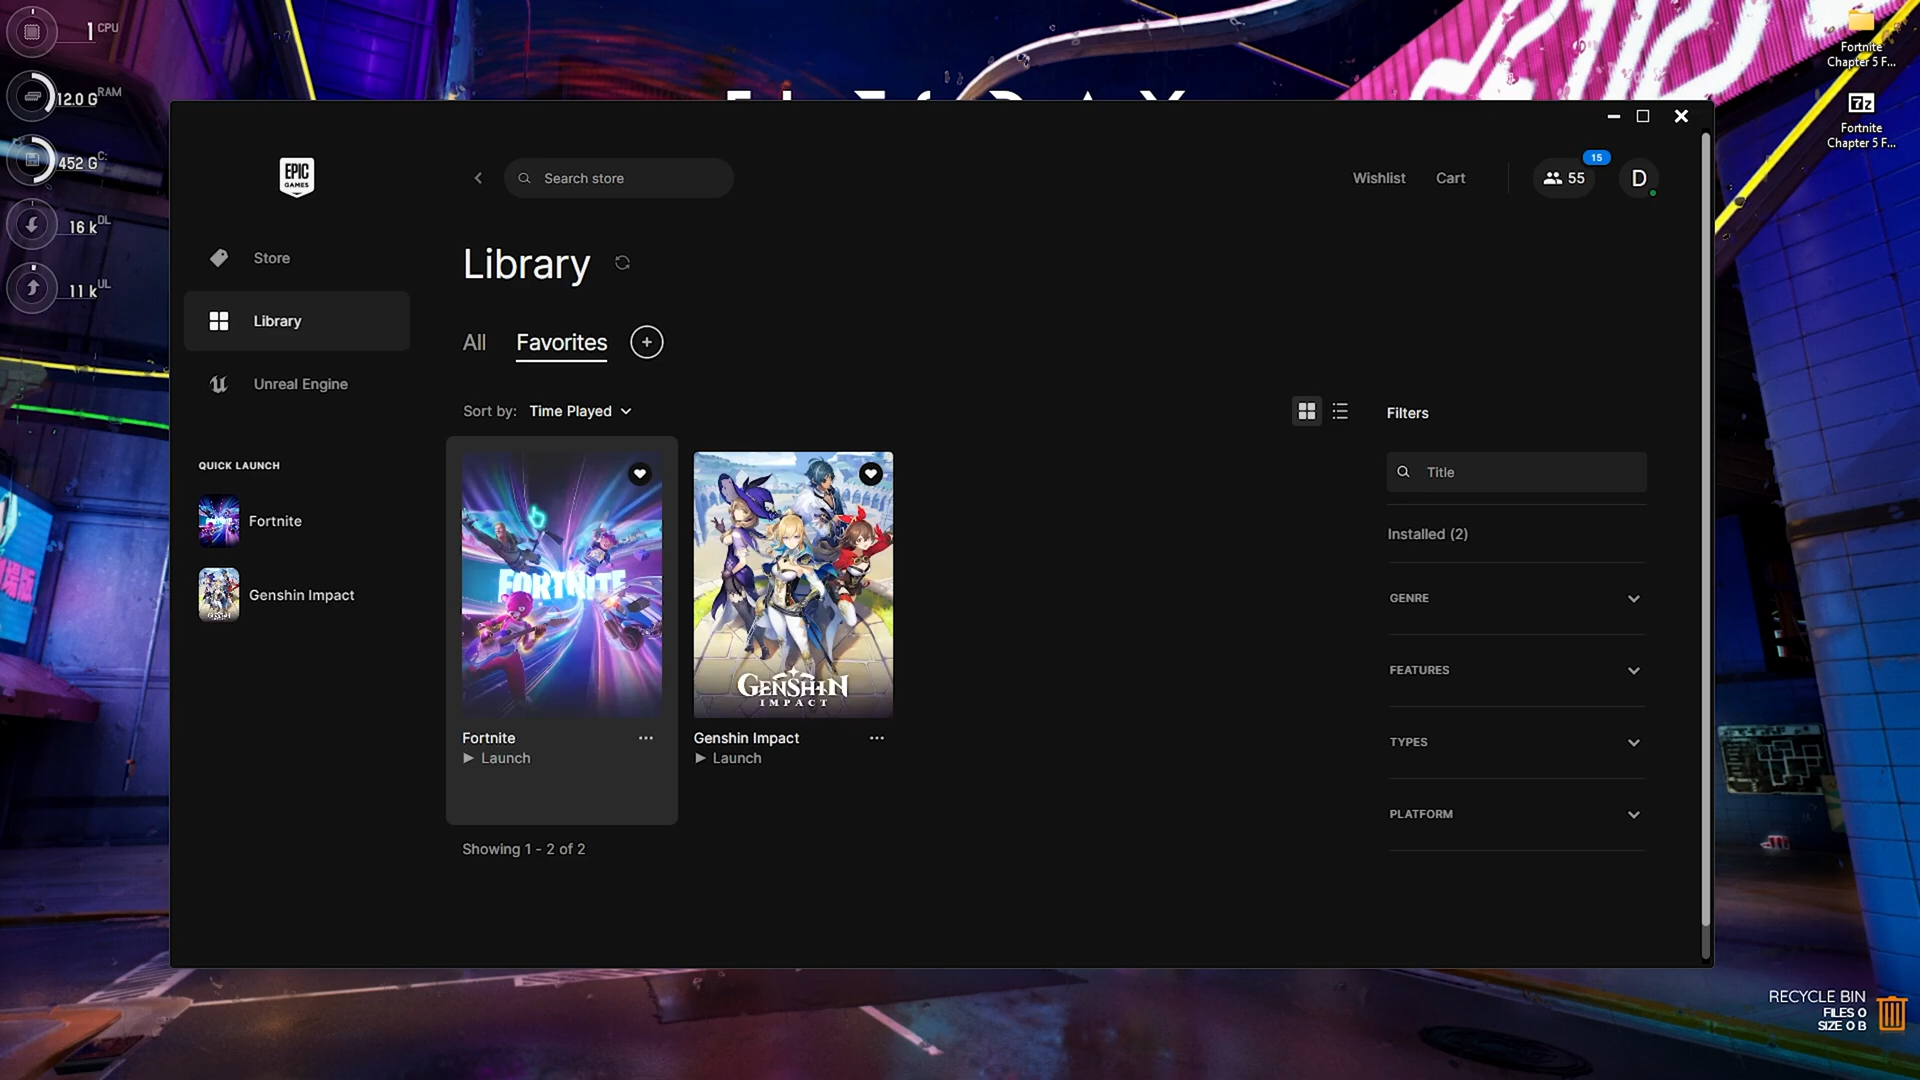 1 CPU
12.0 G RAM
452 G C:
16 k DL
11 k UL
Fortnite
Chapter 5 F...
7z
Fortnite
Chapter 5 F...
EPIC
GAMES
Search store
Wishlist
Cart
15
55
D
Store
Library
Unreal Engine
QUICK LAUNCH
Fortnite
Genshin Impact
Library
All
Favorites
Sort by: Time Played
FORTNITE
GENSHIN
IMPACT
Fortnite
Launch
Genshin Impact
Launch
Showing 1 - 2 of 2
Filters
Title
Installed (2)
GENRE
FEATURES
TYPES
PLATFORM
RECYCLE BIN
FILES 0
SIZE 0 B